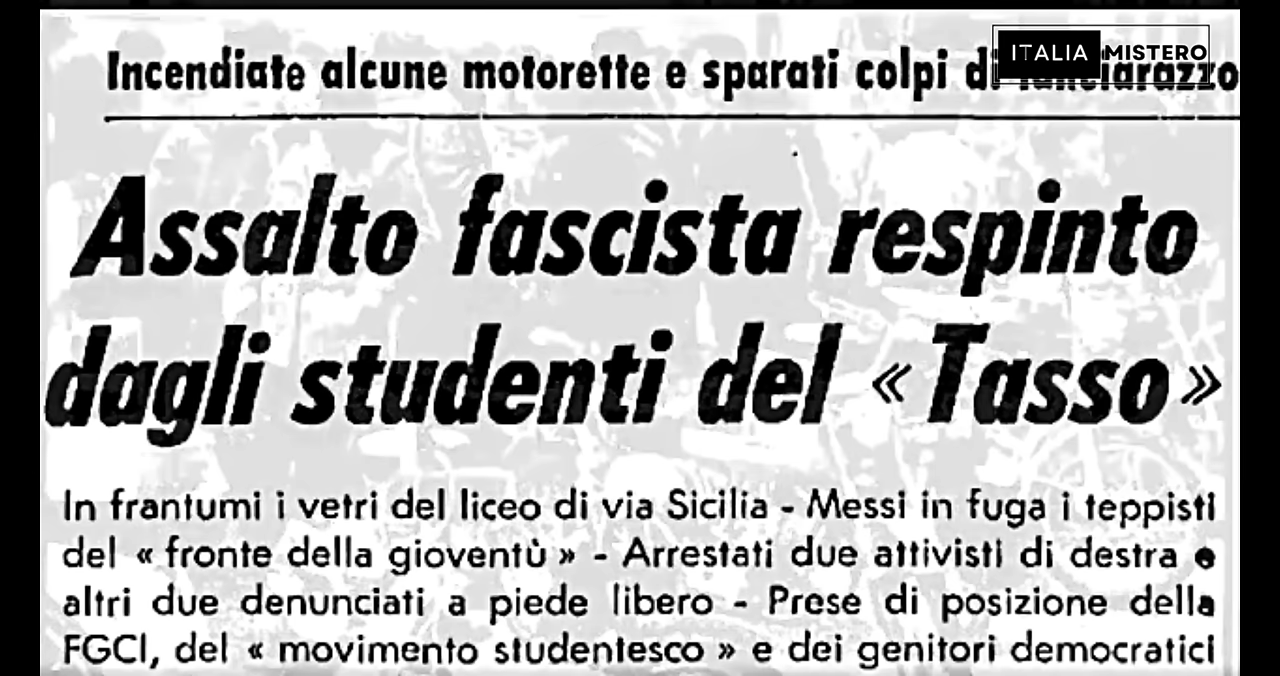 ITALIA MISTERO
Incendiate alcune motorette e sparati colpi di lanciarazzo
Assalto fascista respinto
dagli studenti del « Tasso »
In frantumi i vetri del liceo di via Sicilia - Messi in fuga i teppisti
del « fronte della gioventù » - Arrestati due attivisti di destra e
altri due denunciati a piede libero - Prese di posizione della
FGCI, del « movimento studentesco » e dei genitori democratici